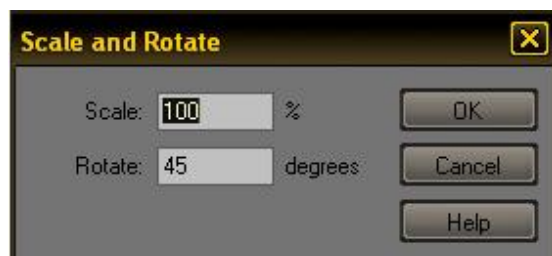 Scale and Rotate
Scale: 100 % OK
Rotate: 45 degrees Cancel
Help